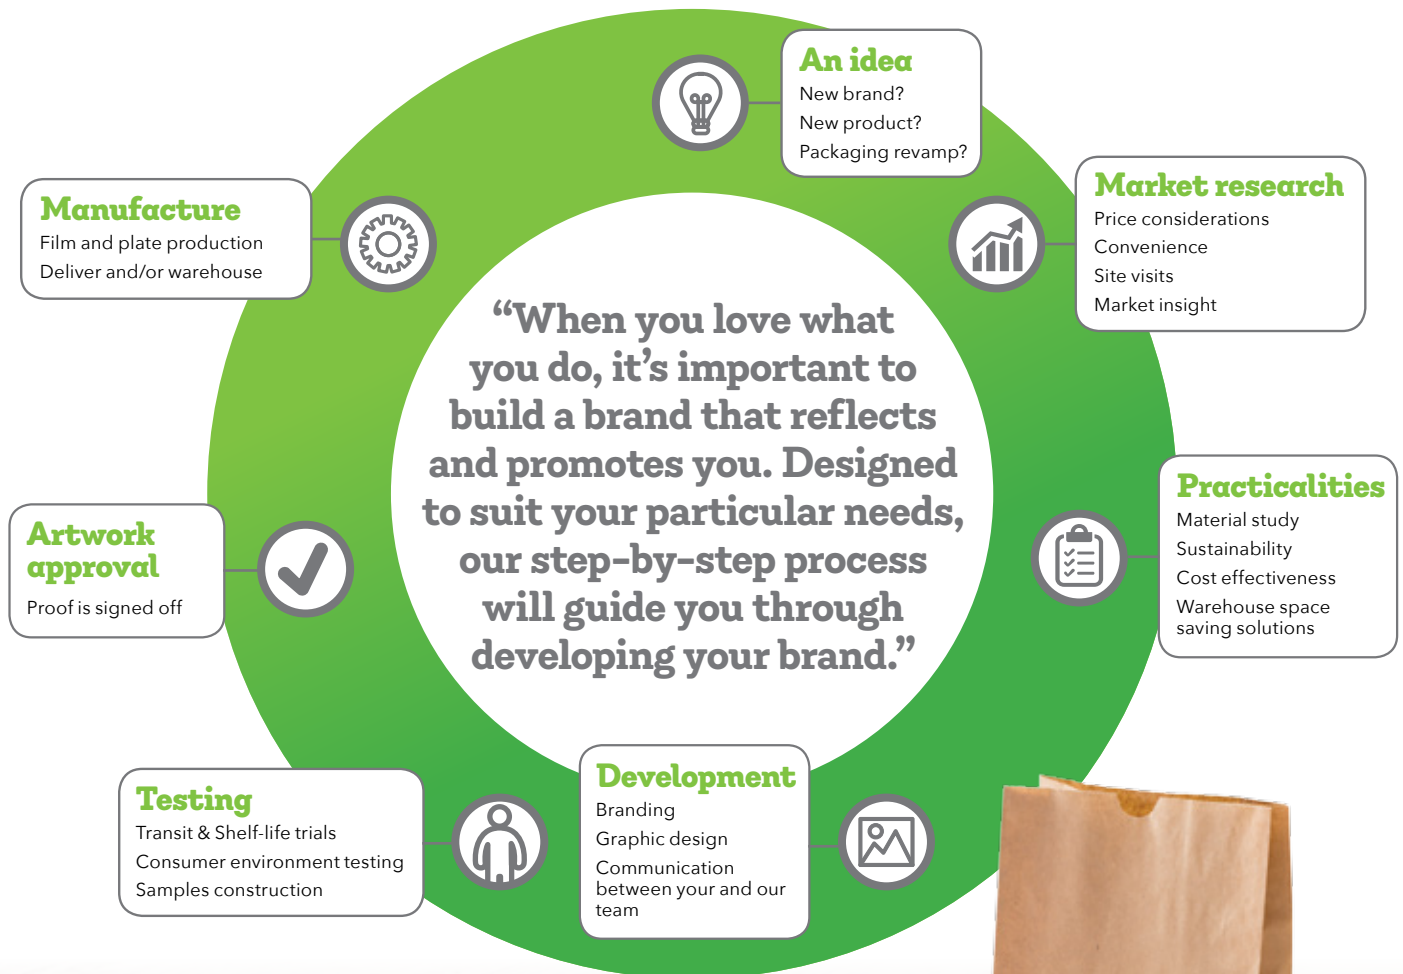 An idea
New brand?
New product?
Packaging revamp?
Market research
Price considerations
Convenience
Site visits
Market insight
Practicalities
Material study
Sustainability
Cost effectiveness
Warehouse space
saving solutions
Development
Branding
Graphic design
Communication
between your and our
team
Testing
Transit & Shelf-life trials
Consumer environment testing
Samples construction
Artwork
approval
Proof is signed off
Manufacture
Film and plate production
Deliver and/or warehouse
“When you love what
you do, it’s important to
build a brand that reflects
and promotes you. Designed
to suit your particular needs,
our step-by-step process
will guide you through
developing your brand.”